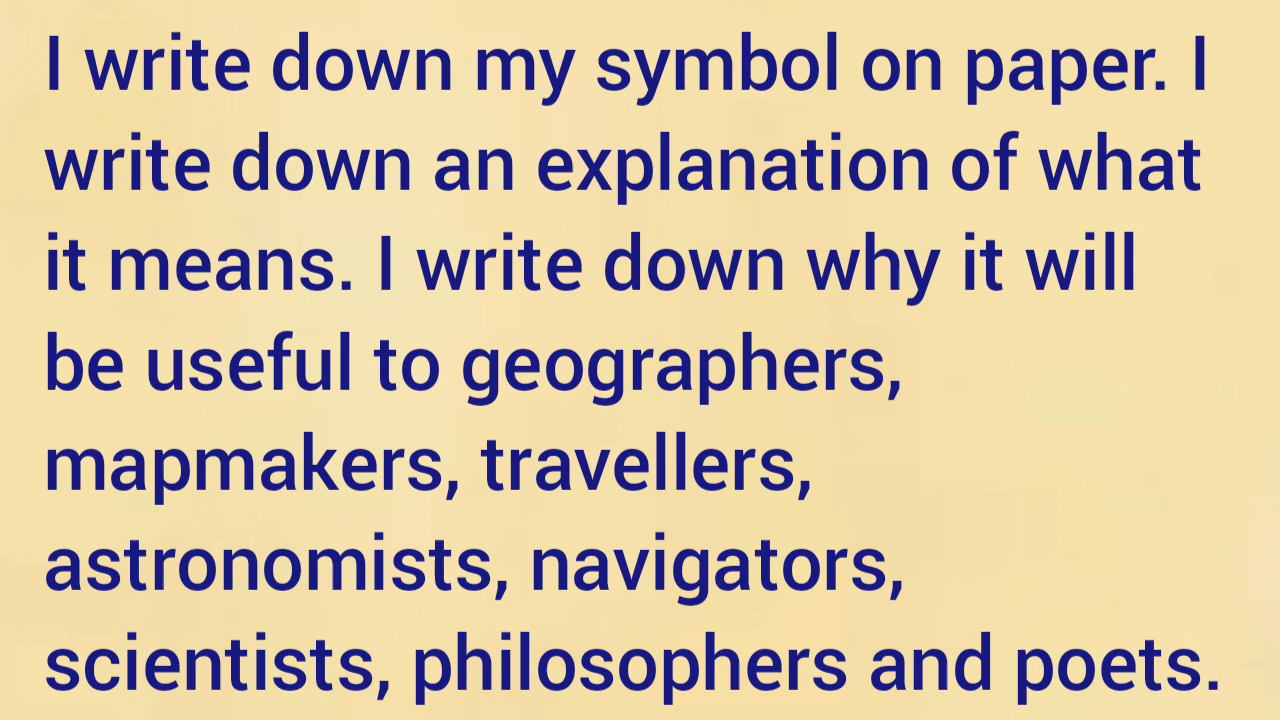 I write down my symbol on paper. I
write down an explanation of what
it means. I write down why it will
be useful to geographers,
mapmakers, travellers,
astronomists, navigators,
scientists, philosophers and poets.